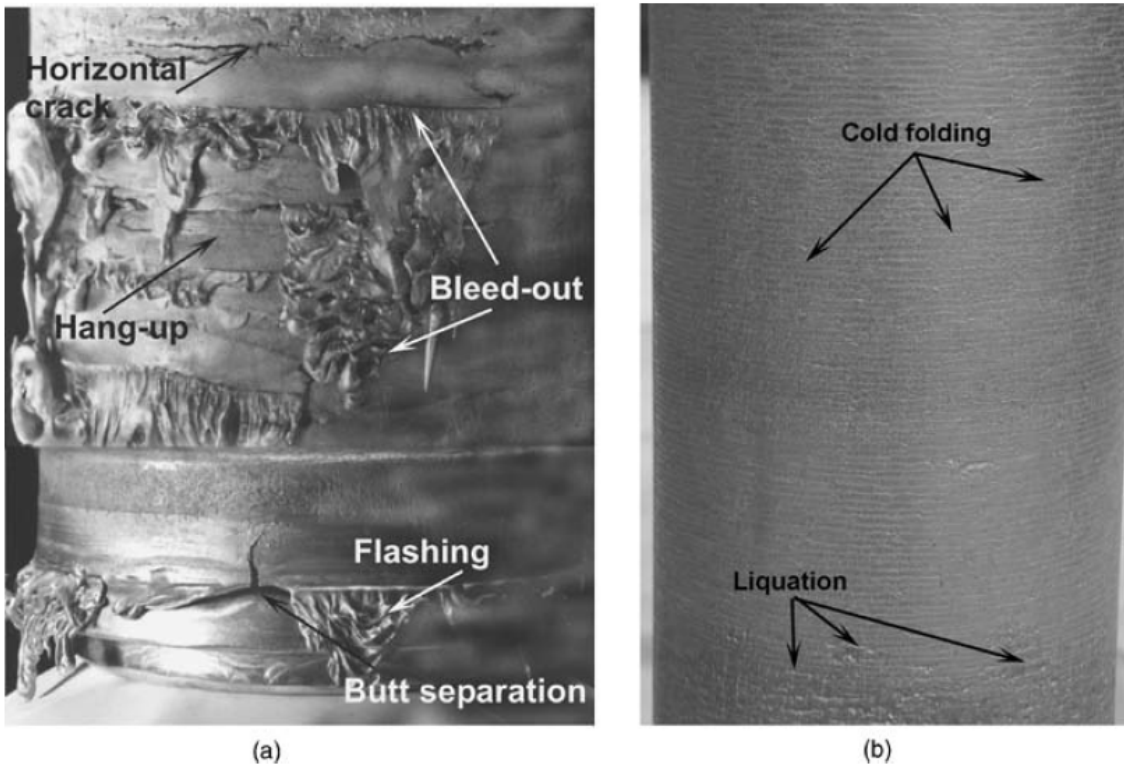 Horizontal
crack
Bleed-out
Hang-up
Flashing
Butt separation
(a)
Cold folding
Liquation
(b)